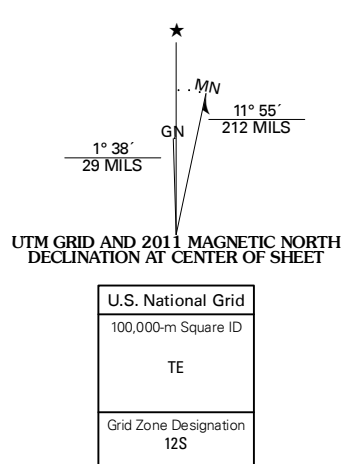 ★
MN
GN
11° 55´
212 MILS
1° 38´
29 MILS
UTM GRID AND 2011 MAGNETIC NORTH
DECLINATION AT CENTER OF SHEET
U.S. National Grid
100,000-m Square ID
TE
Grid Zone Designation
12S